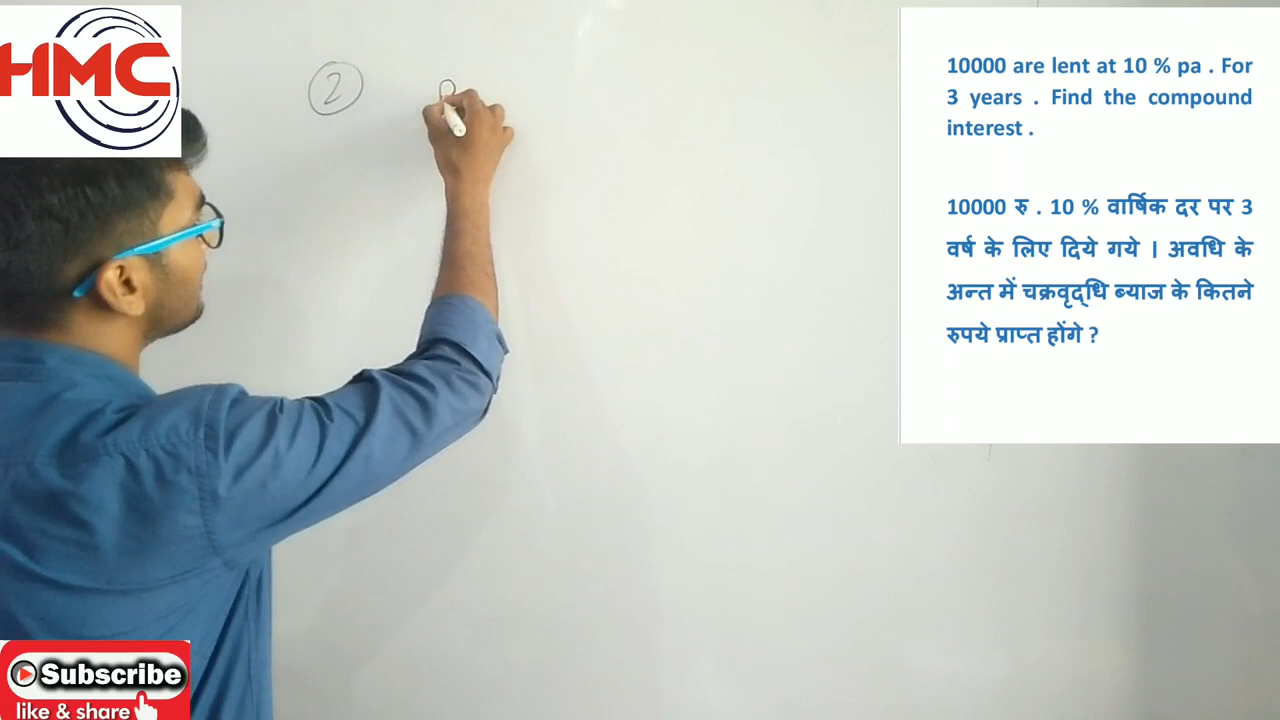 HMC
2
P
10000 are lent at 10 % pa . For
3 years . Find the compound
interest .
10000 रु . 10 % वार्षिक दर पर 3
वर्ष के लिए दिये गये । अवधि के
अन्त में चक्रवृद्धि ब्याज के कितने
रुपये प्राप्त होंगे ?
Subscribe
like & share